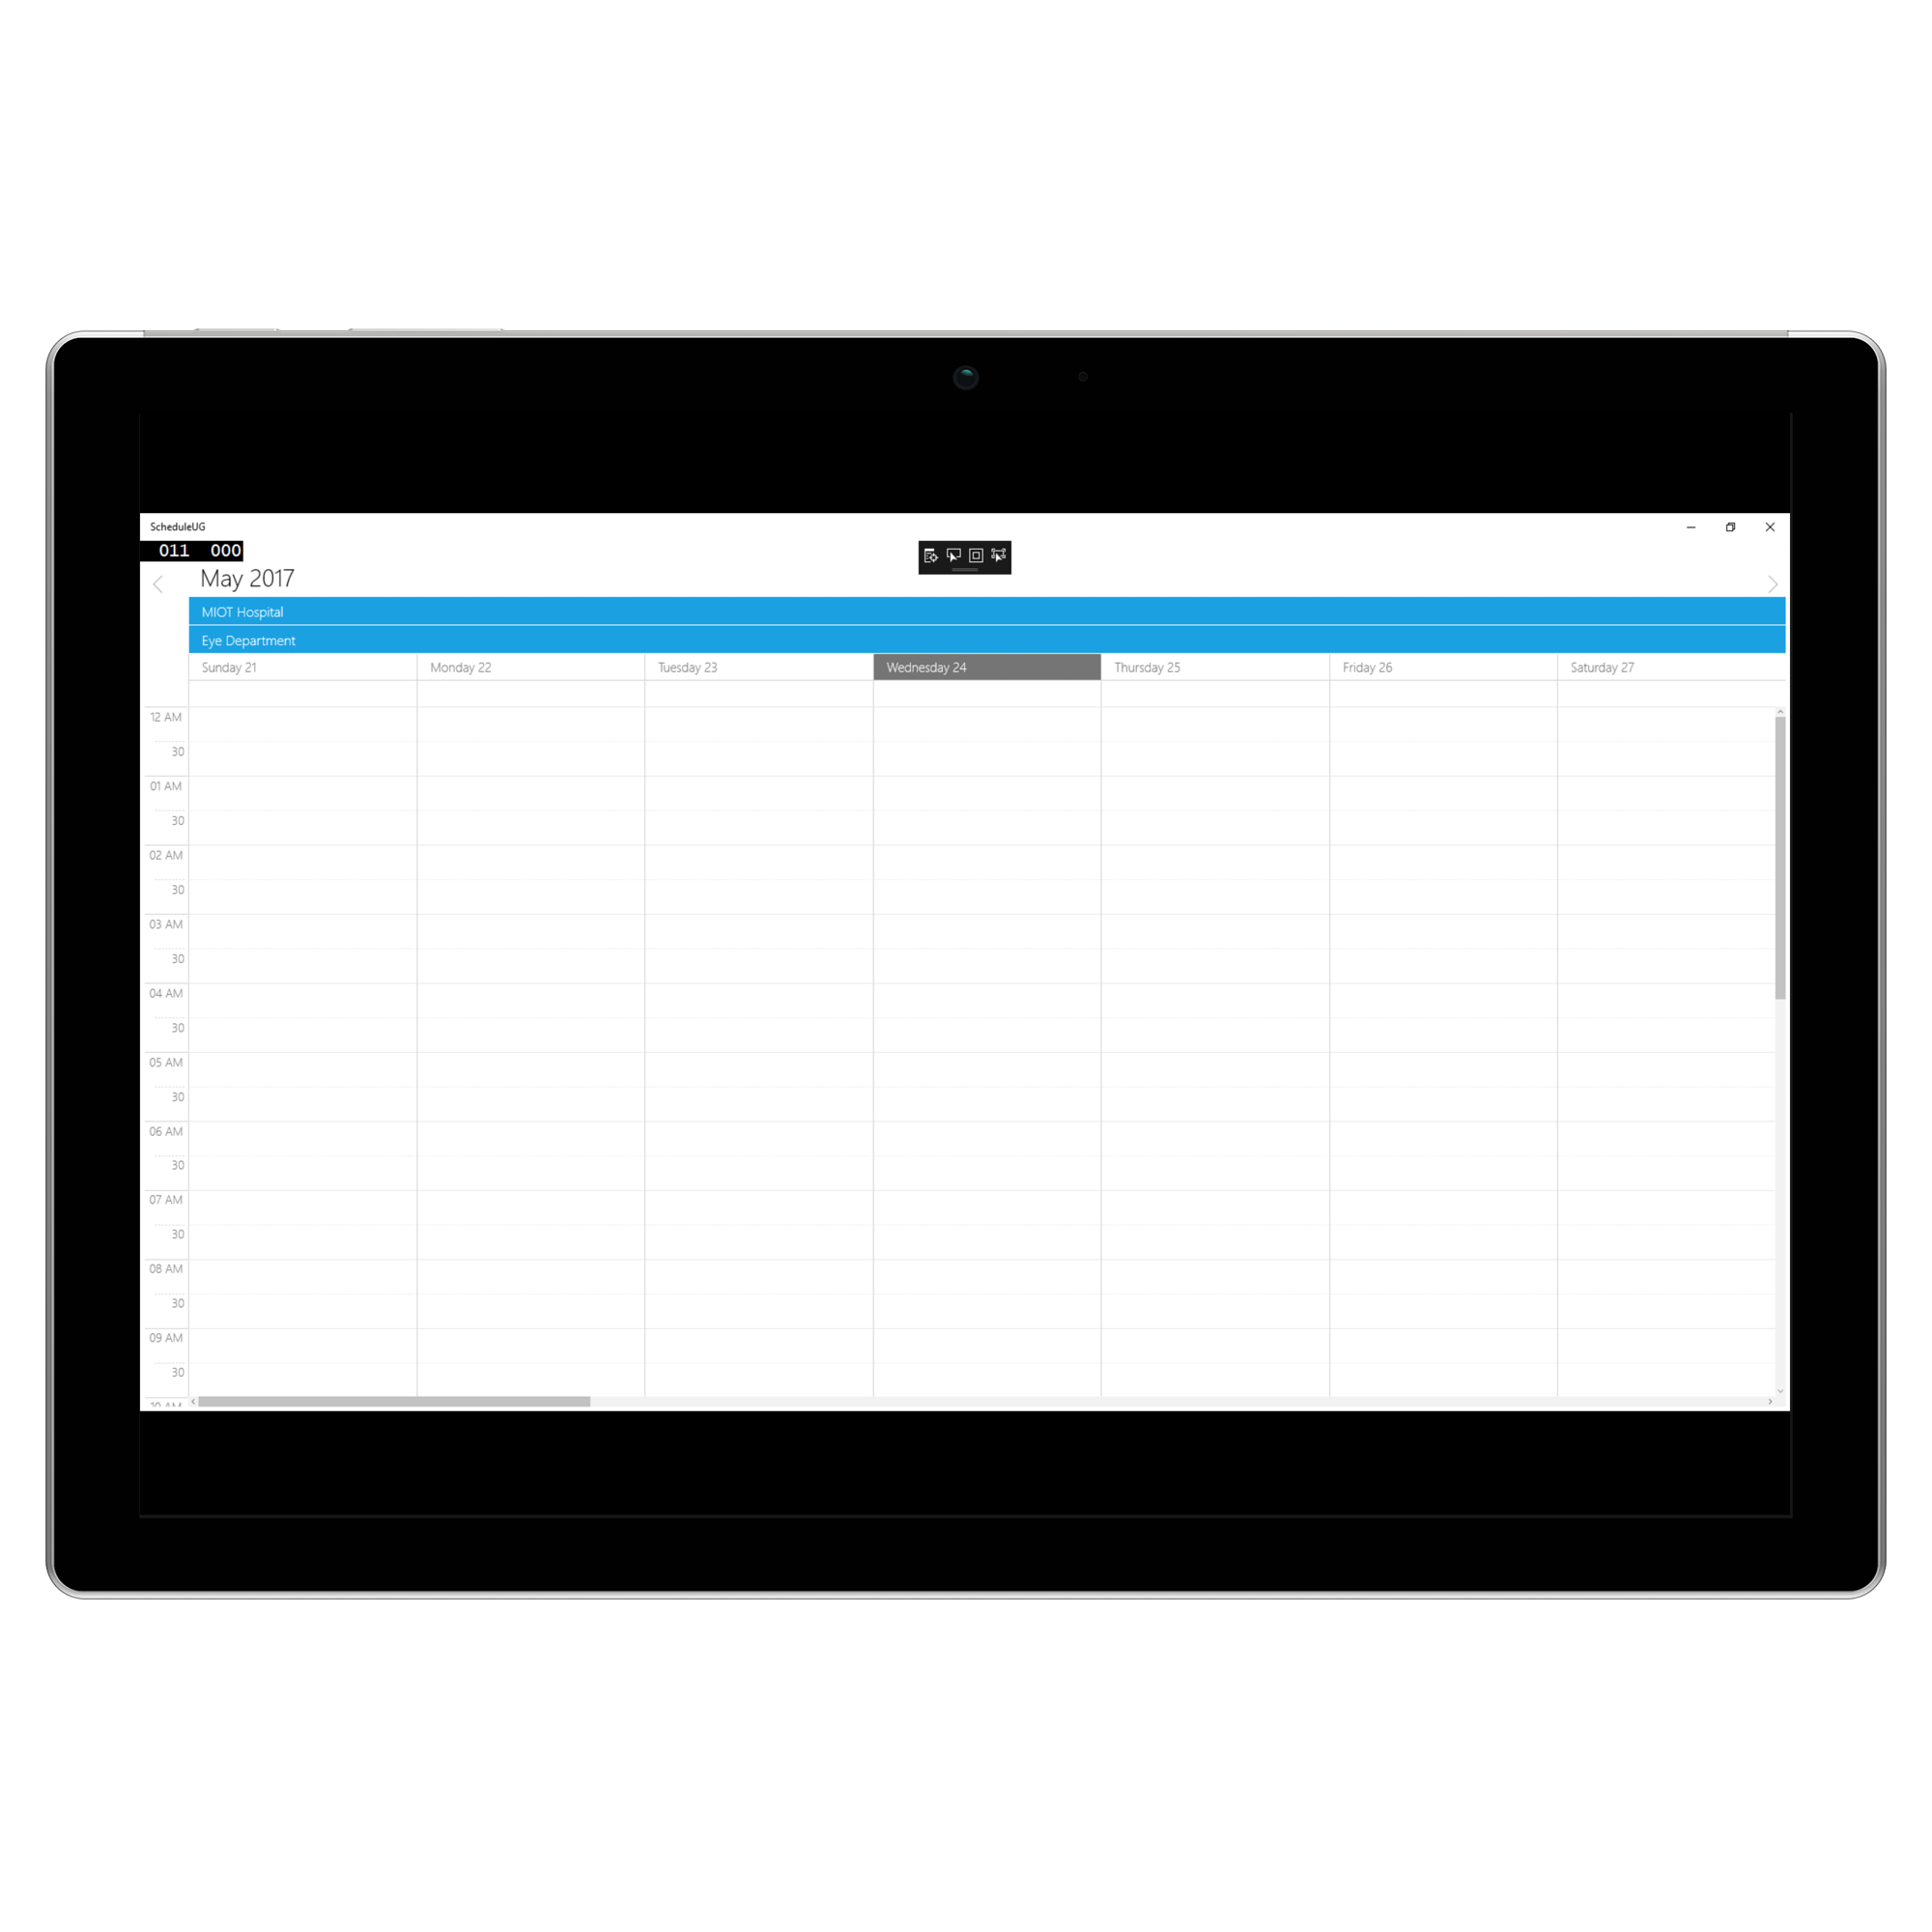 ScheduleUG
011 000
May 2017
MIOT Hospital
Eye Department
Sunday 21 Monday 22 Tuesday 23 Wednesday 24 Thursday 25 Friday 26 Saturday 27
12 AM
30
01 AM
30
02 AM
30
03 AM
30
04 AM
30
05 AM
30
06 AM
30
07 AM
30
08 AM
30
09 AM
30
10 AM